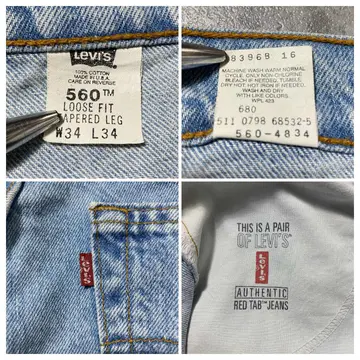 Levi's
100% COTTON
MADE IN U.S.A.
CARE ON REVERSE
560™
LOOSE FIT
TAPERED LEG
W34 L34
83968 16
MACHINE WASH WARM NORMAL
CYCLE. ONLY NON-CHLORINE
BLEACH IF NEEDED. TUMBLE
DRY HOT. IRON IF NEEDED.
WASH AND DRY
WITH LIKE COLORS.
WPL 423
680
511 0798 68532-5
560-4834
Levi's
THIS IS A PAIR
OF LEVI'S®
Levi's
AUTHENTIC
RED TAB™ JEANS